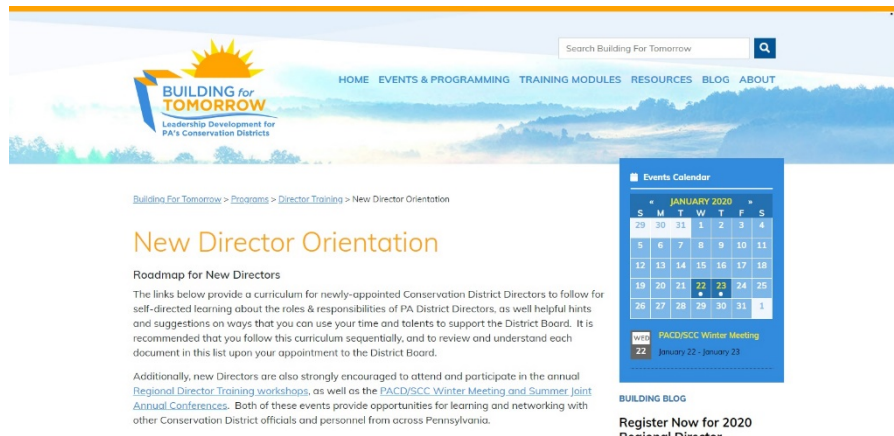 Search Building For Tomorrow
BUILDING for
TOMORROW
Leadership Development for
PA's Conservation Districts
HOME EVENTS & PROGRAMMING TRAINING MODULES RESOURCES BLOG ABOUT
Building For Tomorrow > Programs > Director Training > New Director Orientation
New Director Orientation
Roadmap for New Directors
The links below provide a curriculum for newly-appointed Conservation District Directors to follow for
self-directed learning about the roles & responsibilities of PA District Directors, as well helpful hints
and suggestions on ways that you can use your time and talents to support the District Board. It is
recommended that you follow this curriculum sequentially, and to review and understand each
document in this list upon your appointment to the District Board.
Additionally, new Directors are also strongly encouraged to attend and participate in the annual
Regional Director Training workshops, as well as the PACD/SCC Winter Meeting and Summer Joint
Annual Conferences. Both of these events provide opportunities for learning and networking with
other Conservation District officials and personnel from across Pennsylvania.
Events Calendar
« JANUARY 2020 »
S M T W T F S
29 30 31 1 2 3 4
5 6 7 8 9 10 11
12 13 14 15 16 17 18
19 20 21 22 23 24 25
26 27 28 29 30 31 1
WED
22
PACD/SCC Winter Meeting
January 22 - January 23
BUILDING BLOG
Register Now for 2020
Regional Director